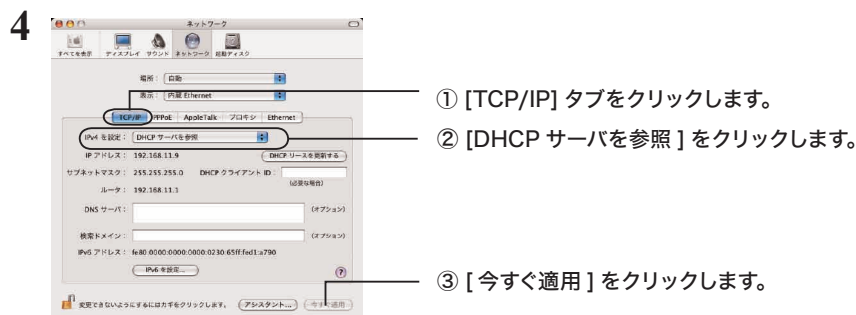 4
ネットワーク
すべてを表示 ディスプレイ サウンド ネットワーク 起動ディスク
場所： 自動
表示： 内蔵 Ethernet
TCP/IP PPPoE AppleTalk プロキシ Ethernet
① [TCP/IP] タブをクリックします。
IPv4 を設定： DHCP サーバを参照
② [DHCP サーバを参照 ] をクリックします。
IP アドレス： 192.168.11.9 DHCP リースを更新する
サブネットマスク： 255.255.255.0 DHCP クライアント ID：
(必要な場合)
ルータ： 192.168.11.1
DNS サーバ： (オプション)
検索ドメイン： (オプション)
IPv6 アドレス： fe80:0000:0000:0000:0230:65ff:fed1:a790
IPv6 を設定... ?
③ [ 今すぐ適用 ] をクリックします。
変更できないようにするにはカギをクリックします。 アシスタント... 今すぐ適用